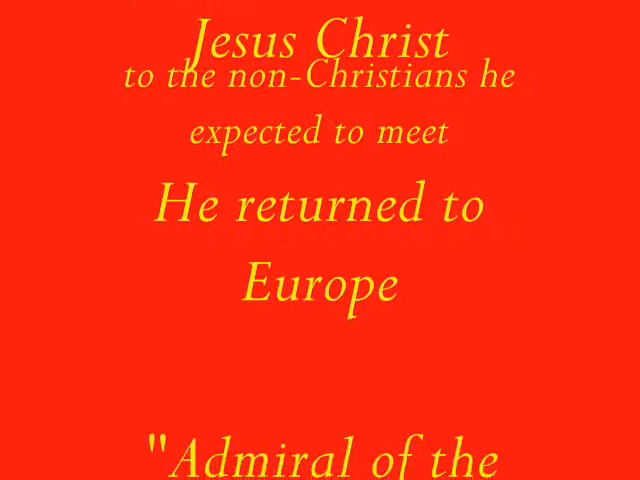 Jesus Christ
to the non-Christians he
expected to meet
He returned to
Europe
"Admiral of the